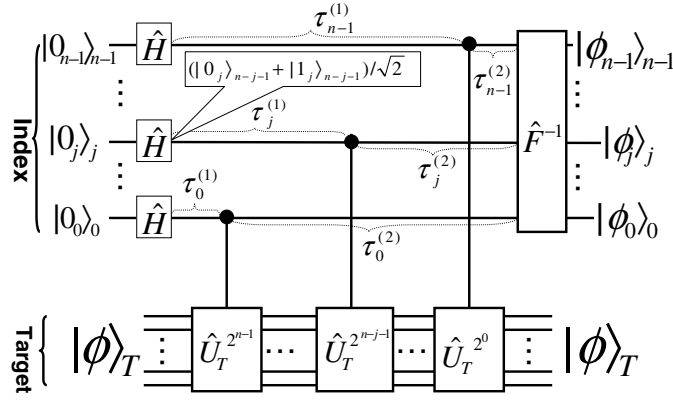 |0_{n-1}⟩_{n-1} Ĥ τ_{n-1}^{(1)} |ϕ_{n-1}⟩_{n-1}
(|0_j⟩_{n-j-1}+|1_j⟩_{n-j-1})/√2 τ_{n-1}^{(2)}
⋮ τ_j^{(1)} ⋮
Index |0_j⟩_j Ĥ τ_j^{(2)} F̂^{-1} |ϕ_j⟩_j
⋮ τ_0^{(1)} ⋮
|0_0⟩_0 Ĥ τ_0^{(2)} |ϕ_0⟩_0
Target |ϕ⟩_T ⋮ Û_T^{2^{n-1}} ⋯ Û_T^{2^{n-j-1}} ⋯ Û_T^{2^0} ⋮ |ϕ⟩_T